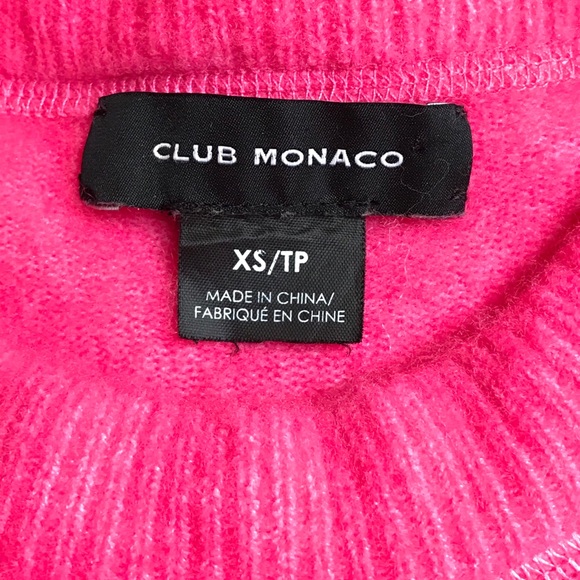 CLUB MONACO
XS/TP
MADE IN CHINA/
FABRIQUÉ EN CHINE